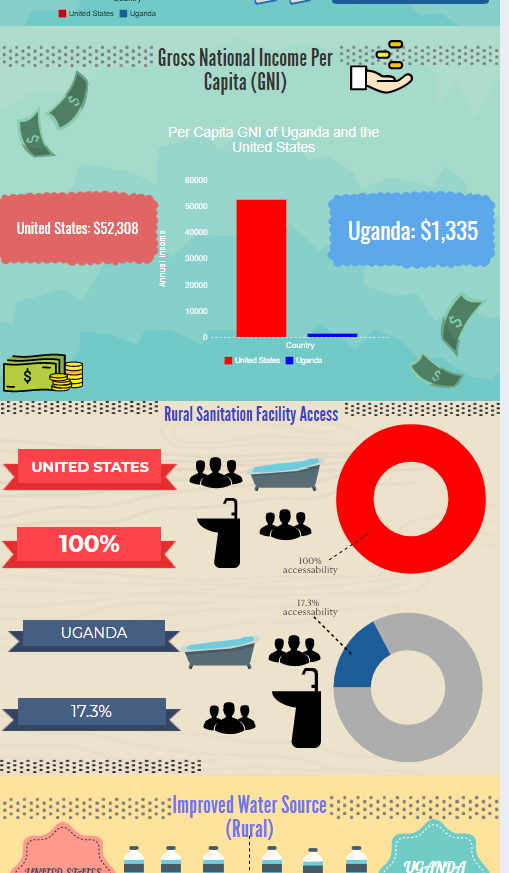 Country
United States Uganda
Gross National Income Per
Capita (GNI)
$
$
Per Capita GNI of Uganda and the
United States
60000
50000
40000
30000
20000
10000
0
Annual Income
Country
United States Uganda
United States: $52,308
Uganda: $1,335
$
$
$
Rural Sanitation Facility Access
UNITED STATES
100%
100%
accessability
17.3%
accessability
UGANDA
17.3%
Improved Water Source
(Rural)
UNITED STATES
UGANDA